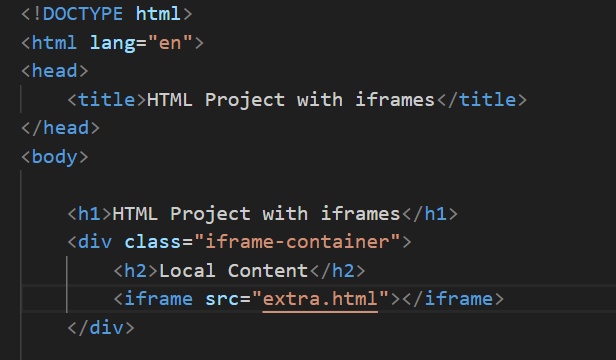 <!DOCTYPE html>
<html lang="en">
<head>
    <title>HTML Project with iframes</title>
</head>
<body>

    <h1>HTML Project with iframes</h1>
    <div class="iframe-container">
        <h2>Local Content</h2>
        <iframe src="extra.html"></iframe>
    </div>